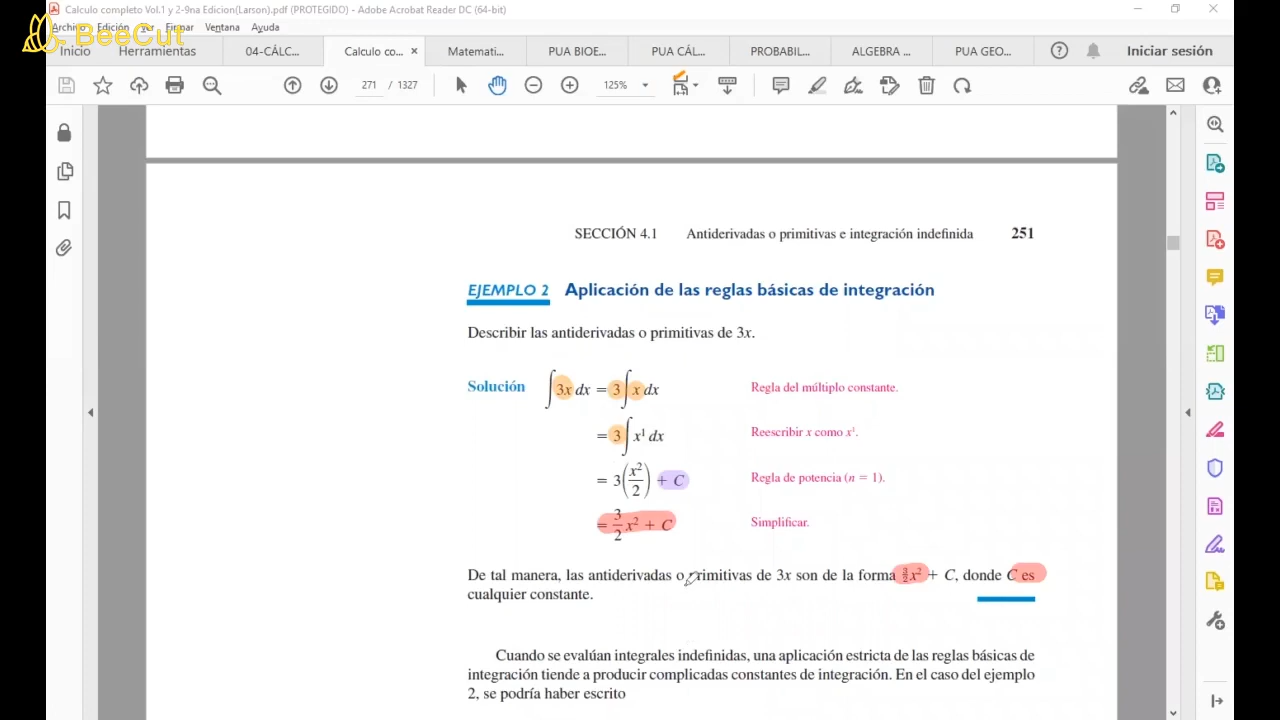 Calculo completo Vol.1 y 2-9na Edicion(Larson).pdf (PROTEGIDO) - Adobe Acrobat Reader DC (64-bit)
Archivo Edición Ver Firmar Ventana Ayuda
BeeCut
Inicio Herramientas 04-CÁLC... Calculo co... × Matemati... PUA BIOE... PUA CÁL... PROBABIL... ALGEBRA ... PUA GEO... Iniciar sesión
271 / 1327 125%
SECCIÓN 4.1 Antiderivadas o primitivas e integración indefinida 251
EJEMPLO 2 Aplicación de las reglas básicas de integración
Describir las antiderivadas o primitivas de 3x.
Solución ∫ 3x dx = 3 ∫ x dx Regla del múltiplo constante.
= 3 ∫ x¹ dx Reescribir x como x¹.
= 3(x²/2) + C Regla de potencia (n = 1).
= 3/2 x² + C Simplificar.
De tal manera, las antiderivadas o primitivas de 3x son de la forma 3/2 x² + C, donde C es
cualquier constante.
Cuando se evalúan integrales indefinidas, una aplicación estricta de las reglas básicas de
integración tiende a producir complicadas constantes de integración. En el caso del ejemplo
2, se podría haber escrito